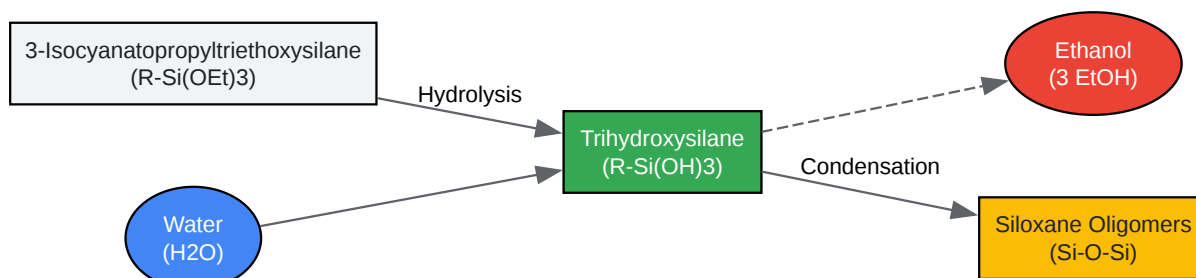 3-Isocyanatopropyltriethoxysilane
(R-Si(OEt)3)
Hydrolysis
Water
(H2O)
Trihydroxysilane
(R-Si(OH)3)
Ethanol
(3 EtOH)
Condensation
Siloxane Oligomers
(Si-O-Si)